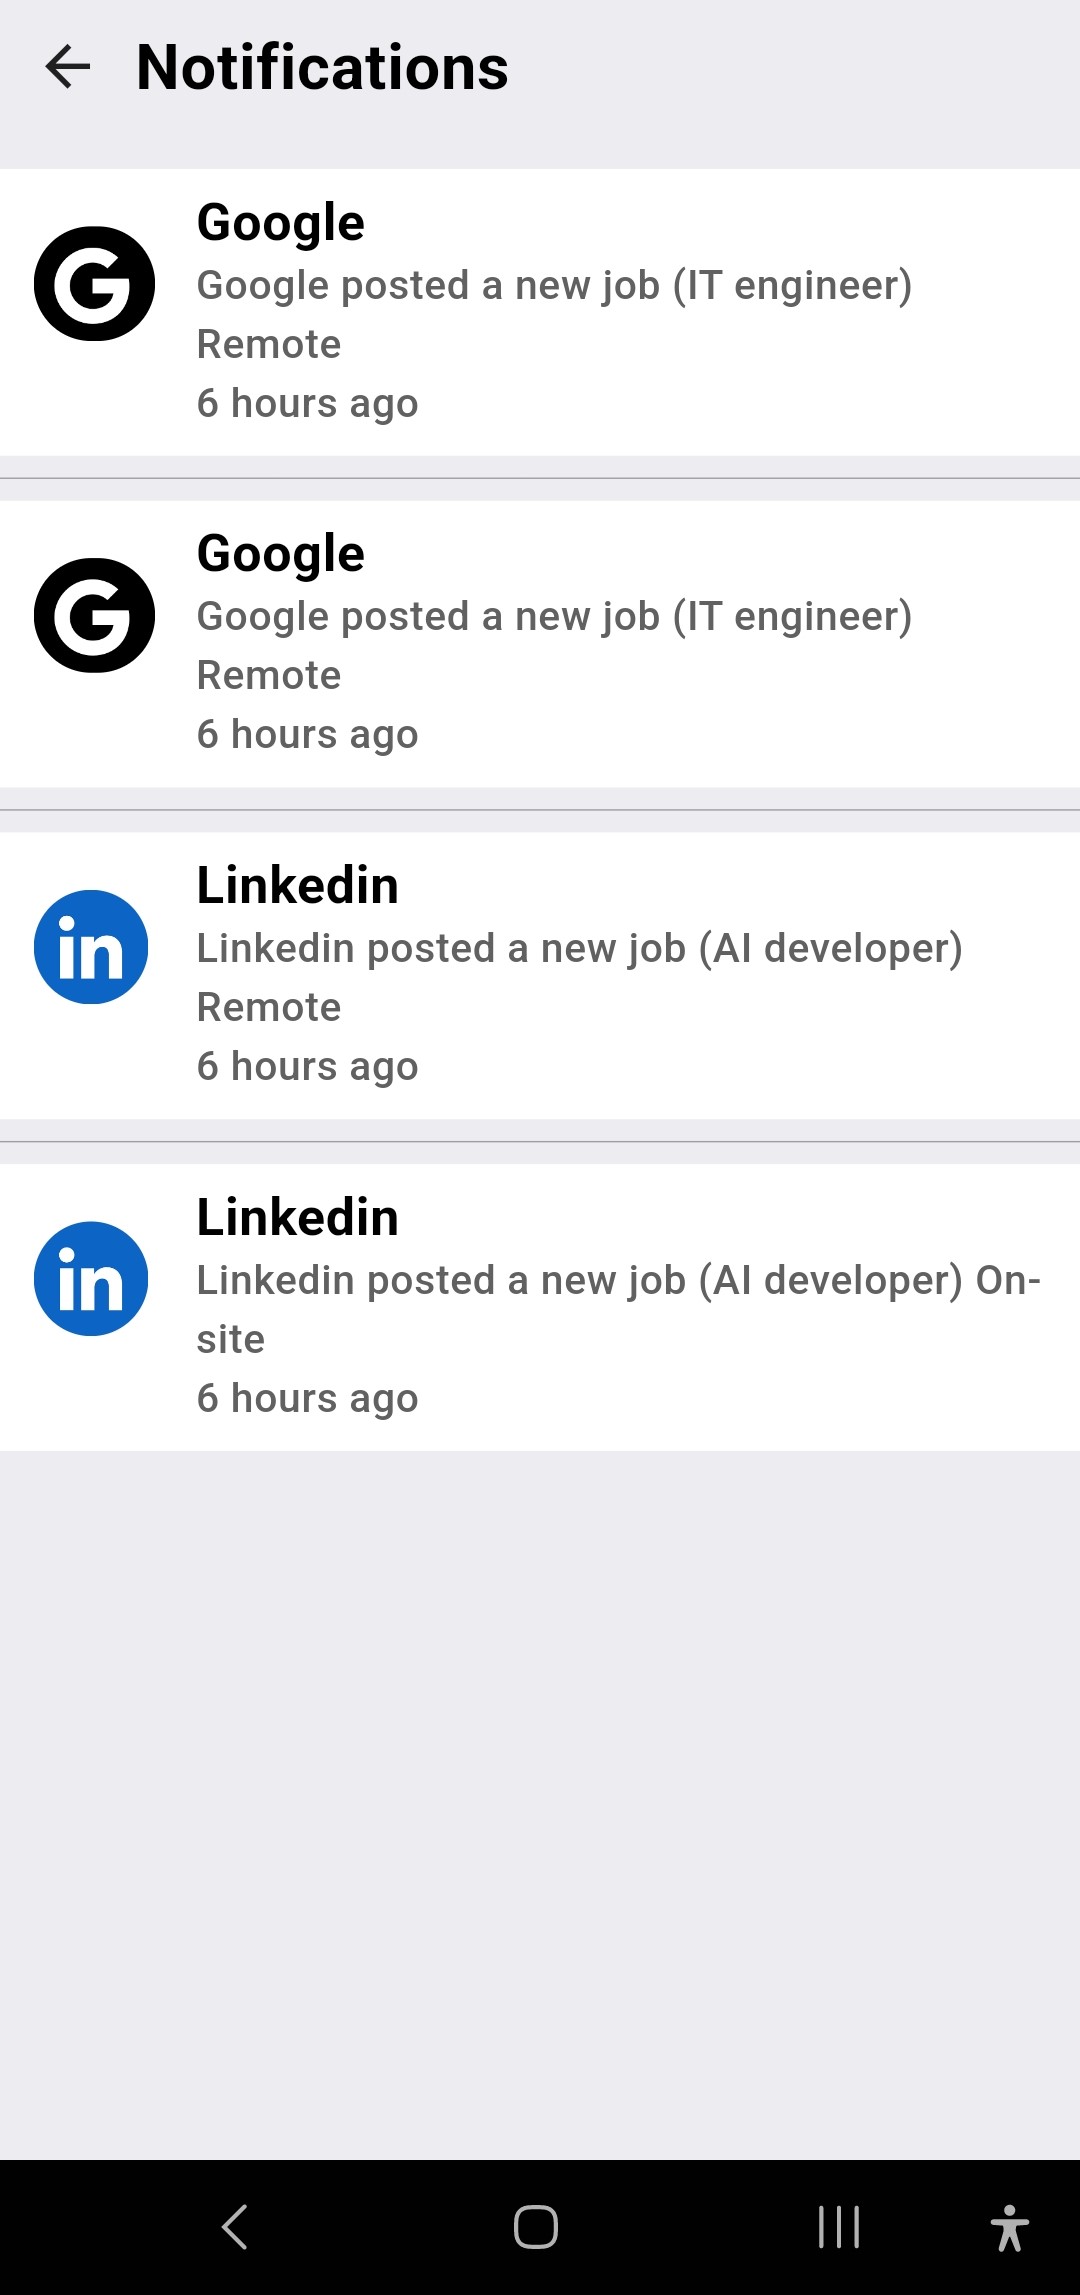 Notifications
Google
Google posted a new job (IT engineer)
Remote
6 hours ago
Google
Google posted a new job (IT engineer)
Remote
6 hours ago
in
Linkedin
Linkedin posted a new job (AI developer)
Remote
6 hours ago
in
Linkedin
Linkedin posted a new job (AI developer) On-
site
6 hours ago